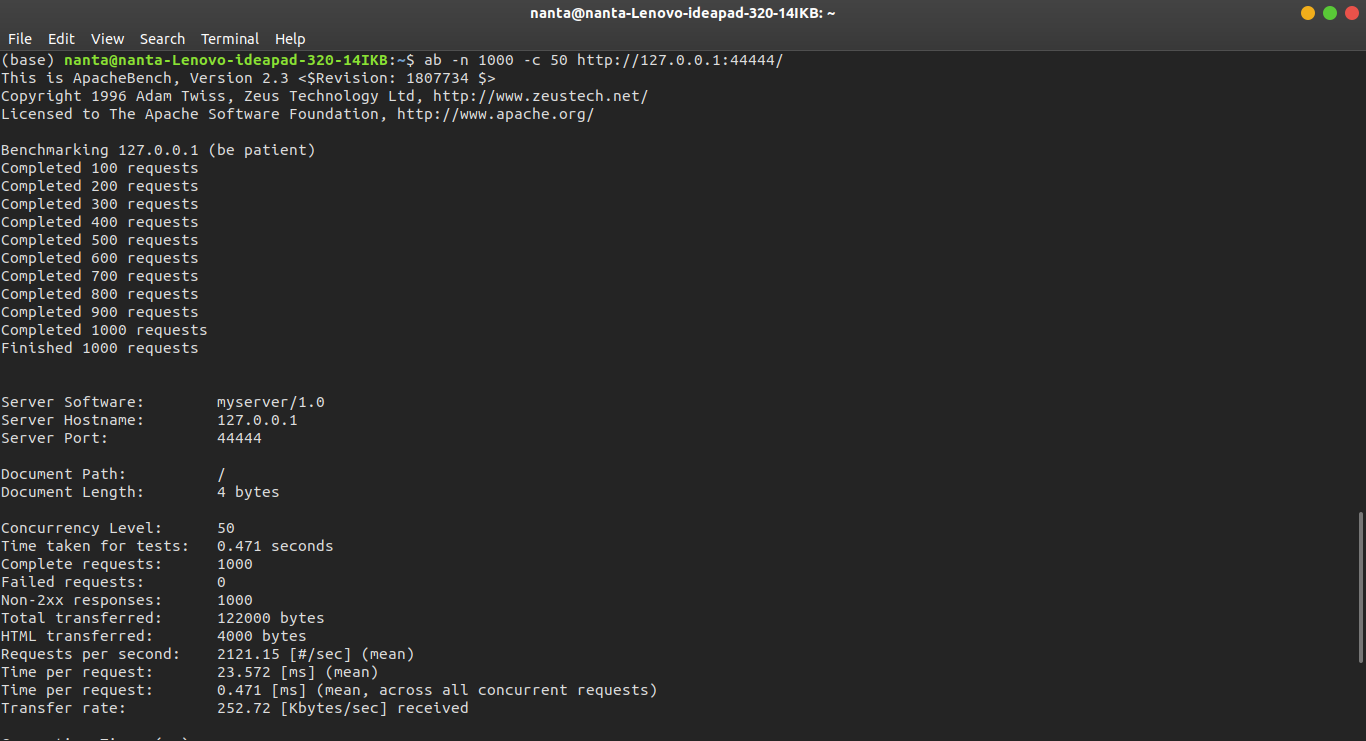 nanta@nanta-Lenovo-ideapad-320-14IKB: ~
File Edit View Search Terminal Help
(base) nanta@nanta-Lenovo-ideapad-320-14IKB:~$ ab -n 1000 -c 50 http://127.0.0.1:44444/
This is ApacheBench, Version 2.3 <$Revision: 1807734 $>
Copyright 1996 Adam Twiss, Zeus Technology Ltd, http://www.zeustech.net/
Licensed to The Apache Software Foundation, http://www.apache.org/
Benchmarking 127.0.0.1 (be patient)
Completed 100 requests
Completed 200 requests
Completed 300 requests
Completed 400 requests
Completed 500 requests
Completed 600 requests
Completed 700 requests
Completed 800 requests
Completed 900 requests
Completed 1000 requests
Finished 1000 requests
Server Software: myserver/1.0
Server Hostname: 127.0.0.1
Server Port: 44444
Document Path: /
Document Length: 4 bytes
Concurrency Level: 50
Time taken for tests: 0.471 seconds
Complete requests: 1000
Failed requests: 0
Non-2xx responses: 1000
Total transferred: 122000 bytes
HTML transferred: 4000 bytes
Requests per second: 2121.15 [#/sec] (mean)
Time per request: 23.572 [ms] (mean)
Time per request: 0.471 [ms] (mean, across all concurrent requests)
Transfer rate: 252.72 [Kbytes/sec] received